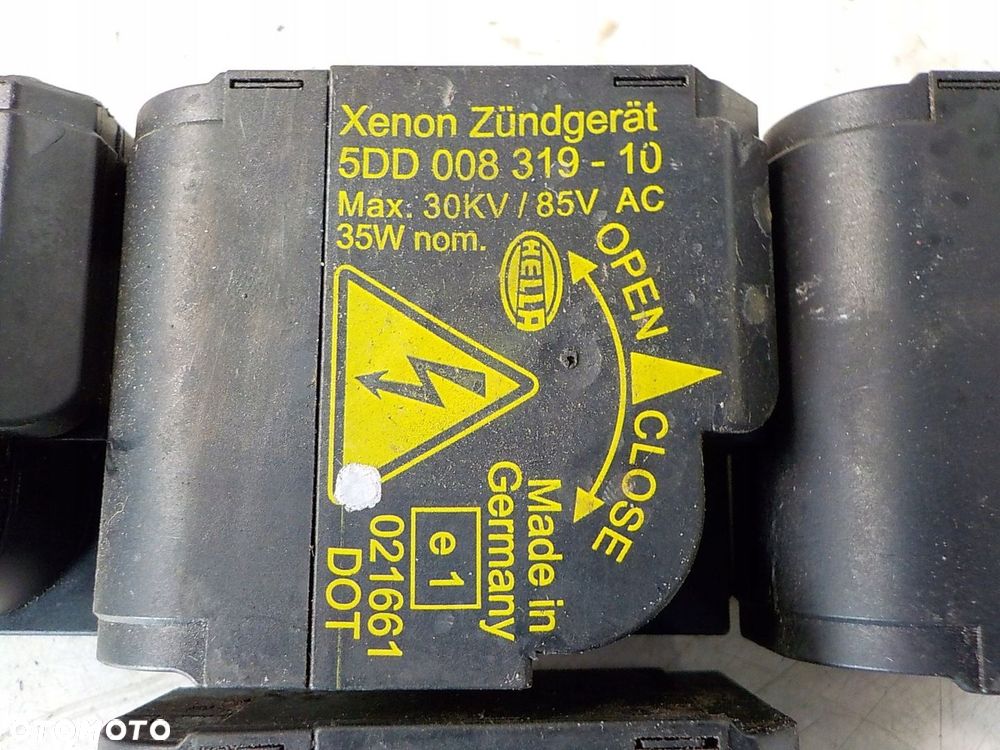 Xenon Zündgerät
5DD 008 319 - 10
Max. 30KV / 85V AC
35W nom.
HELLA
OPEN
CLOSE
Made in
Germany
e 1
021661
DOT
OTOMOTO